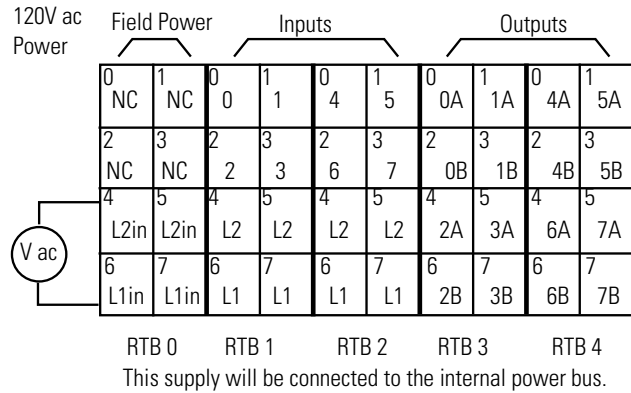 120V ac Power
Field Power
Inputs
Outputs
0 NC 1 NC 0 0 1 1 0 4 1 5 0 0A 1 1A 0 4A 1 5A
2 NC 3 NC 2 2 3 3 2 6 3 7 2 0B 3 1B 2 4B 3 5B
4 L2in 5 L2in 4 L2 5 L2 4 L2 5 L2 4 2A 5 3A 4 6A 5 7A
V ac
6 L1in 7 L1in 6 L1 7 L1 6 L1 7 L1 6 2B 7 3B 6 6B 7 7B
RTB 0 RTB 1 RTB 2 RTB 3 RTB 4
This supply will be connected to the internal power bus.